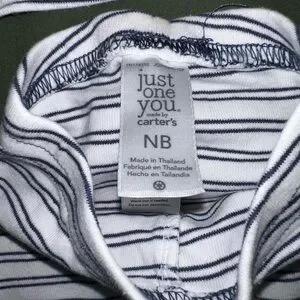 just
one
you.
made by
carter's
NB
Made in Thailand
Fabriqué en Thaïlande
Hecho en Tailandia